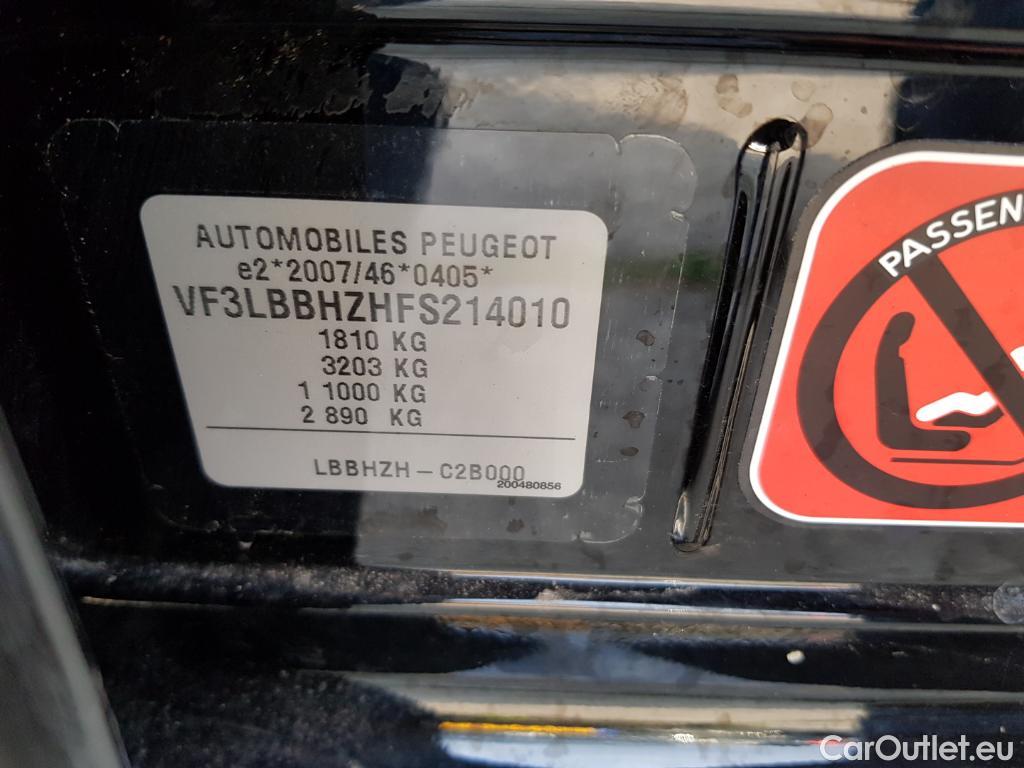 AUTOMOBILES PEUGEOT
e2*2007/46*0405*
VF3LBBHZHFS214010
1810 KG
3203 KG
1 1000 KG
2 890 KG
LBBHZH - C2B000
200480856
PASSEN
CarOutlet.eu